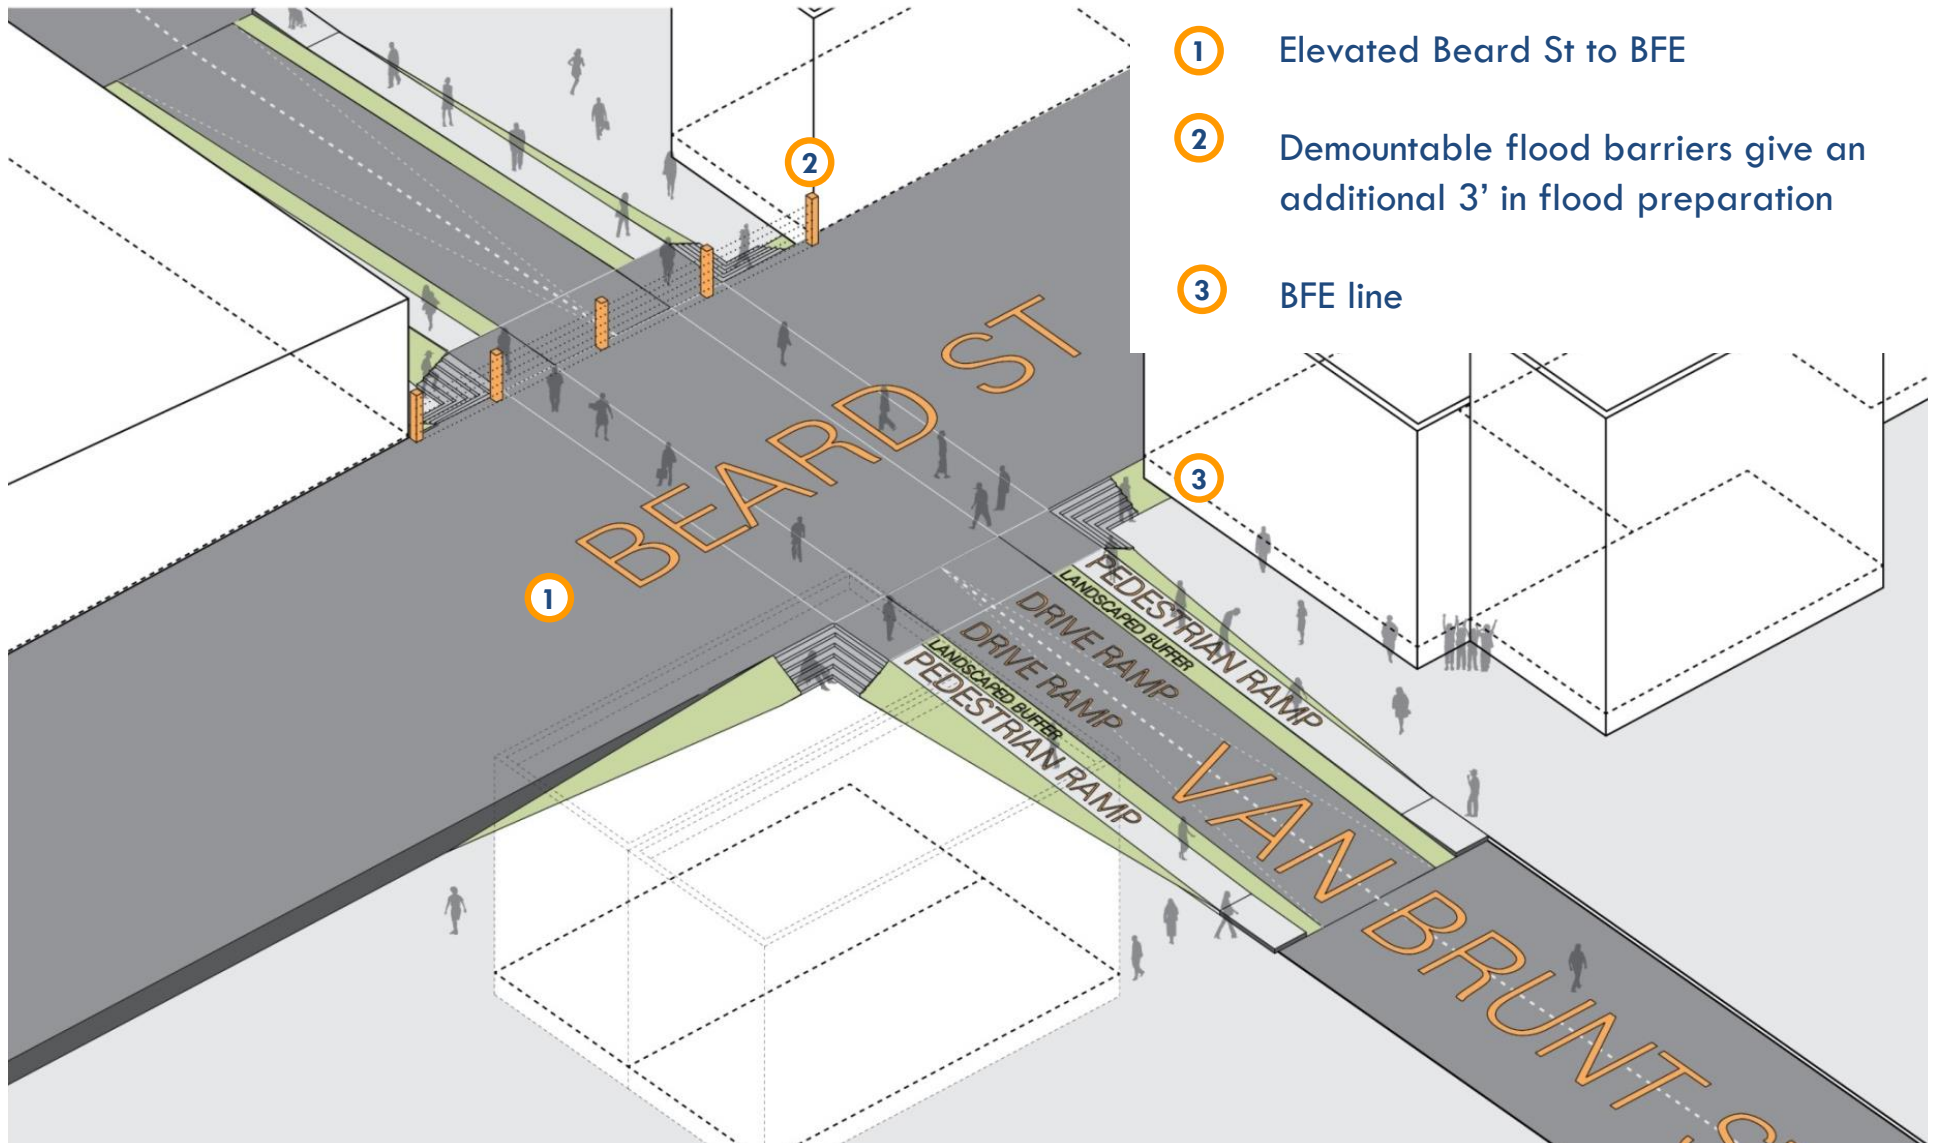 1 Elevated Beard St to BFE
2 Demountable flood barriers give an
additional 3’ in flood preparation
3 BFE line
2
3
1
BEARD ST
PEDESTRIAN RAMP
LANDSCAPED BUFFER
DRIVE RAMP
DRIVE RAMP
LANDSCAPED BUFFER
PEDESTRIAN RAMP
VAN BRUNT S